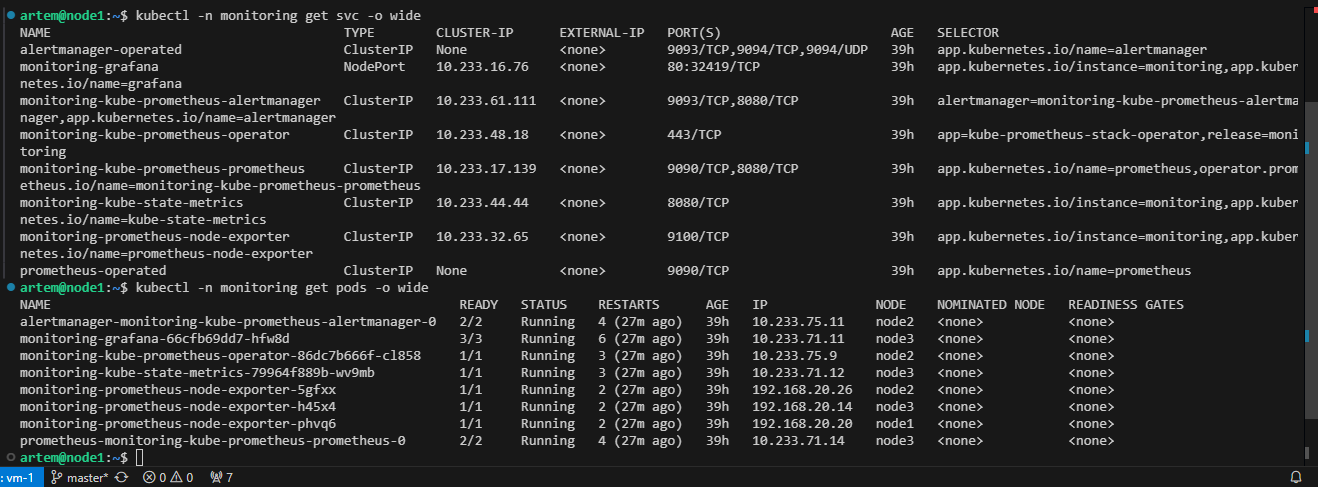 artem@node1:~$ kubectl -n monitoring get svc -o wide
NAME TYPE CLUSTER-IP EXTERNAL-IP PORT(S) AGE SELECTOR
alertmanager-operated ClusterIP None <none> 9093/TCP,9094/TCP,9094/UDP 39h app.kubernetes.io/name=alertmanager
monitoring-grafana NodePort 10.233.16.76 <none> 80:32419/TCP 39h app.kubernetes.io/instance=monitoring,app.kuber
netes.io/name=grafana
monitoring-kube-prometheus-alertmanager ClusterIP 10.233.61.111 <none> 9093/TCP,8080/TCP 39h alertmanager=monitoring-kube-prometheus-alertma
nager,app.kubernetes.io/name=alertmanager
monitoring-kube-prometheus-operator ClusterIP 10.233.48.18 <none> 443/TCP 39h app=kube-prometheus-stack-operator,release=moni
toring
monitoring-kube-prometheus-prometheus ClusterIP 10.233.17.139 <none> 9090/TCP,8080/TCP 39h app.kubernetes.io/name=prometheus,operator.prom
etheus.io/name=monitoring-kube-prometheus-prometheus
monitoring-kube-state-metrics ClusterIP 10.233.44.44 <none> 8080/TCP 39h app.kubernetes.io/instance=monitoring,app.kuber
netes.io/name=kube-state-metrics
monitoring-prometheus-node-exporter ClusterIP 10.233.32.65 <none> 9100/TCP 39h app.kubernetes.io/instance=monitoring,app.kuber
netes.io/name=prometheus-node-exporter
prometheus-operated ClusterIP None <none> 9090/TCP 39h app.kubernetes.io/name=prometheus
artem@node1:~$ kubectl -n monitoring get pods -o wide
NAME READY STATUS RESTARTS AGE IP NODE NOMINATED NODE READINESS GATES
alertmanager-monitoring-kube-prometheus-alertmanager-0 2/2 Running 4 (27m ago) 39h 10.233.75.11 node2 <none> <none>
monitoring-grafana-66cfb69dd7-hfw8d 3/3 Running 6 (27m ago) 39h 10.233.71.11 node3 <none> <none>
monitoring-kube-prometheus-operator-86dc7b666f-cl858 1/1 Running 3 (27m ago) 39h 10.233.75.9 node2 <none> <none>
monitoring-kube-state-metrics-79964f889b-wv9mb 1/1 Running 3 (27m ago) 39h 10.233.71.12 node3 <none> <none>
monitoring-prometheus-node-exporter-5gfxx 1/1 Running 2 (27m ago) 39h 192.168.20.26 node2 <none> <none>
monitoring-prometheus-node-exporter-h45x4 1/1 Running 2 (27m ago) 39h 192.168.20.14 node3 <none> <none>
monitoring-prometheus-node-exporter-phvq6 1/1 Running 2 (27m ago) 39h 192.168.20.20 node1 <none> <none>
prometheus-monitoring-kube-prometheus-prometheus-0 2/2 Running 4 (27m ago) 39h 10.233.71.14 node3 <none> <none>
artem@node1:~$
: vm-1 master* 0 0 7